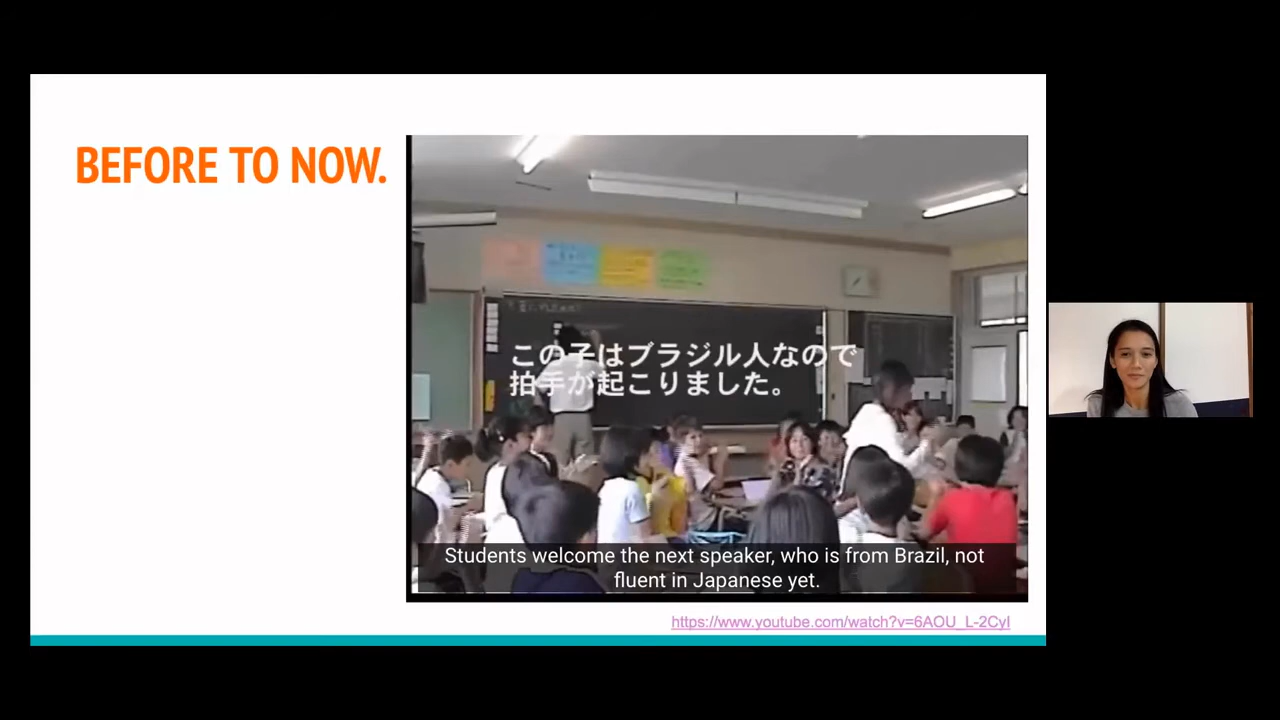 BEFORE TO NOW.
この子はブラジル人なので
拍手が起こりました。
Students welcome the next speaker, who is from Brazil, not
fluent in Japanese yet.
https://www.youtube.com/watch?v=6AOU_L-2CyI